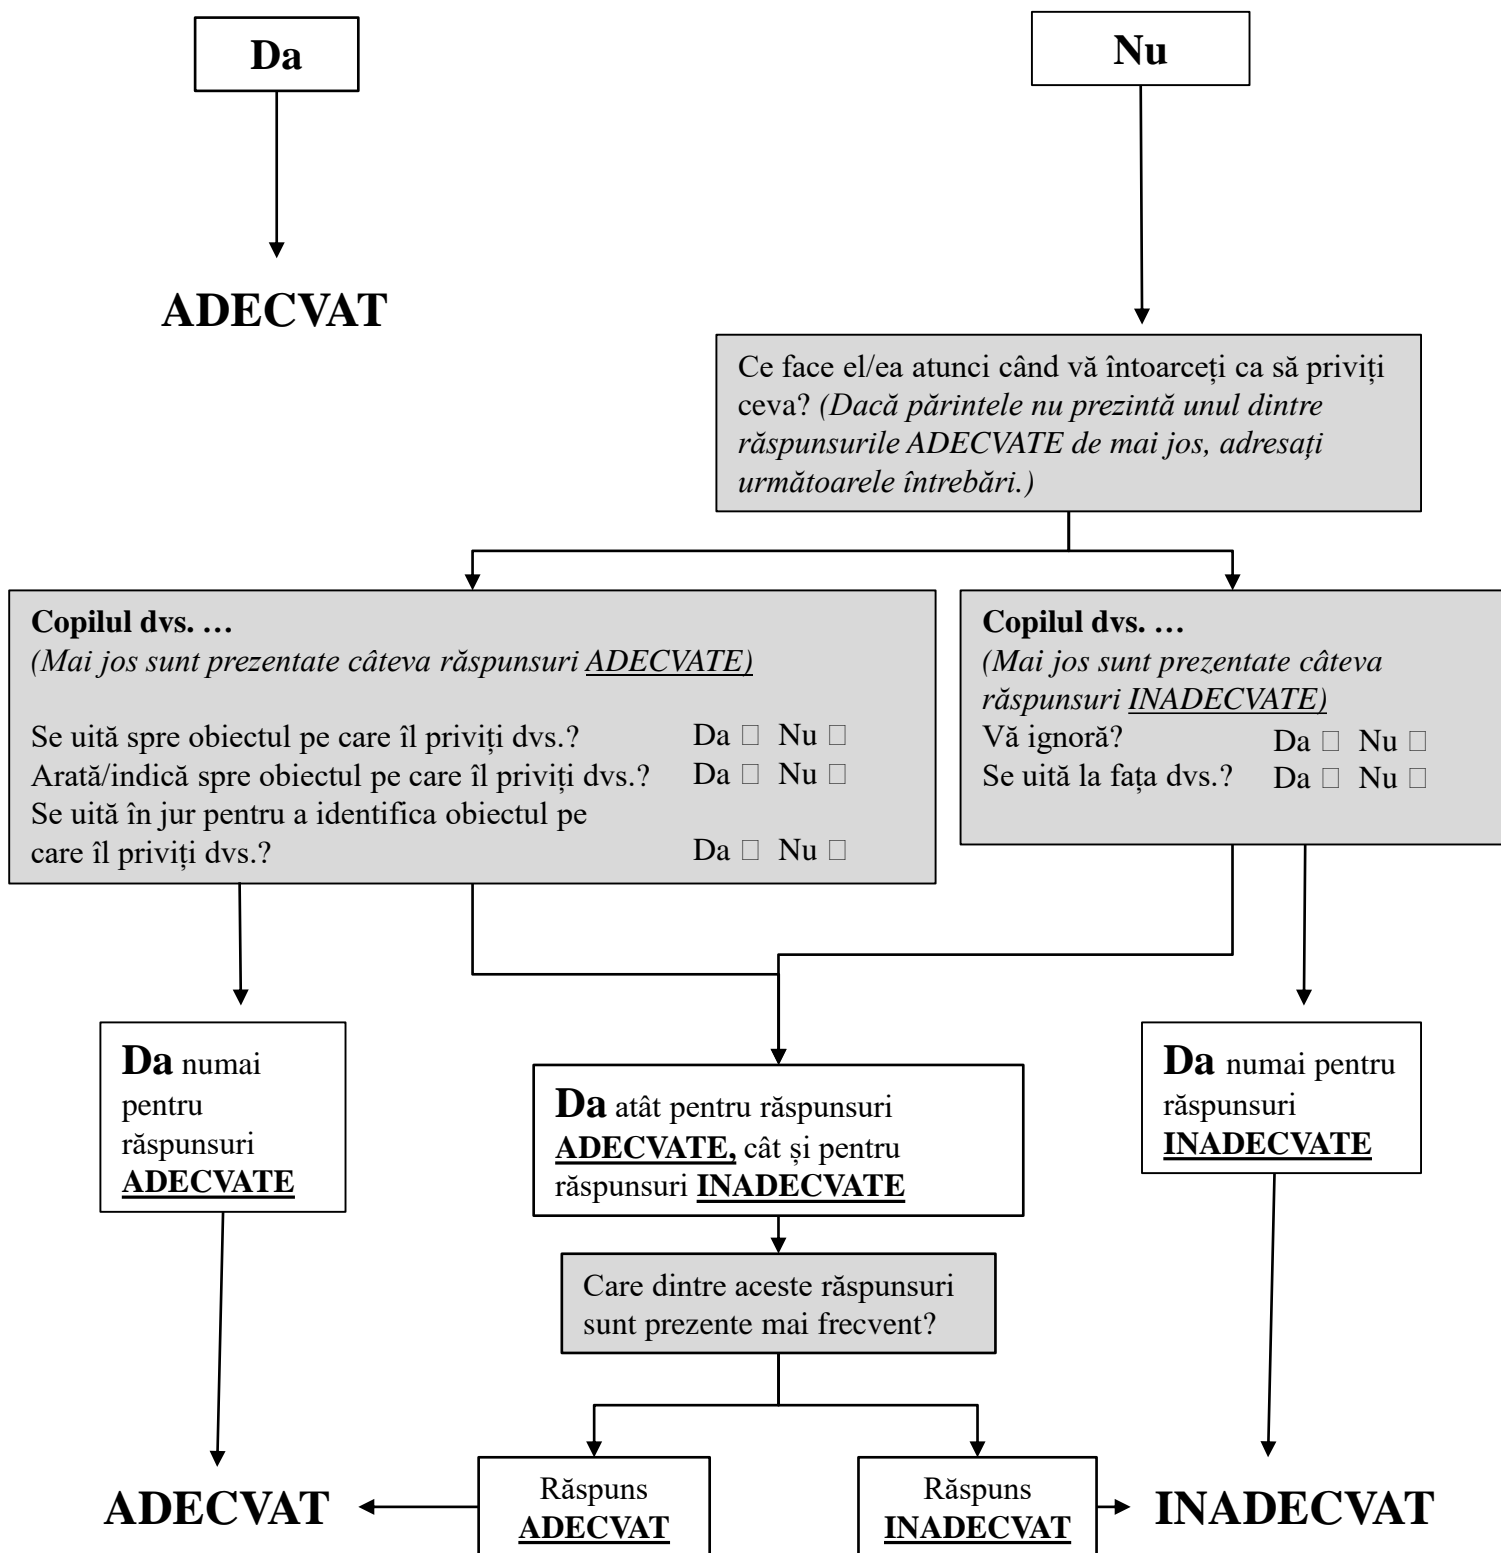 Da
Nu
ADECVAT
Ce face el/ea atunci când vă întoarceți ca să priviți
ceva? (Dacă părintele nu prezintă unul dintre
răspunsurile ADECVATE de mai jos, adresați
următoarele întrebări.)
Copilul dvs. …
(Mai jos sunt prezentate câteva răspunsuri ADECVATE)
Se uită spre obiectul pe care îl priviți dvs.? Da □ Nu □
Arată/indică spre obiectul pe care îl priviți dvs.? Da □ Nu □
Se uită în jur pentru a identifica obiectul pe
care îl priviți dvs.? Da □ Nu □
Copilul dvs. …
(Mai jos sunt prezentate câteva
răspunsuri INADECVATE)
Vă ignoră? Da □ Nu □
Se uită la fața dvs.? Da □ Nu □
Da numai
pentru
răspunsuri
ADECVATE
Da atât pentru răspunsuri
ADECVATE, cât și pentru
răspunsuri INADECVATE
Da numai pentru
răspunsuri
INADECVATE
Care dintre aceste răspunsuri
sunt prezente mai frecvent?
ADECVAT
Răspuns
ADECVAT
Răspuns
INADECVAT
INADECVAT